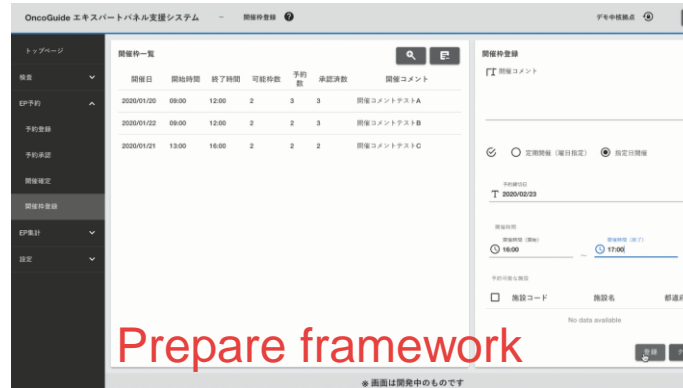 OncoGuide エキスパートパネル支援システム － 開催枠登録 ?
デモ中核拠点
トップページ
検査
EP予約
予約登録
予約承認
開催確定
開催枠登録
EP集計
設定
開催枠一覧
開催日 開始時間 終了時間 可能枠数 予約数 承認済数 開催コメント
2020/01/20 09:00 12:00 2 3 3 開催コメントテストA
2020/01/22 09:00 12:00 2 2 3 開催コメントテストB
2020/01/21 13:00 16:00 2 2 2 開催コメントテストC
開催枠登録
開催コメント
定期開催（曜日指定） 指定日開催
予約締切日
2020/02/23
開催時間
開催時間（開始） 開催時間（終了）
16:00 ～ 17:00
予約可能な施設
施設コード 施設名 都道府
No data available
登録 ク
Prepare framework
※ 画面は開発中のものです